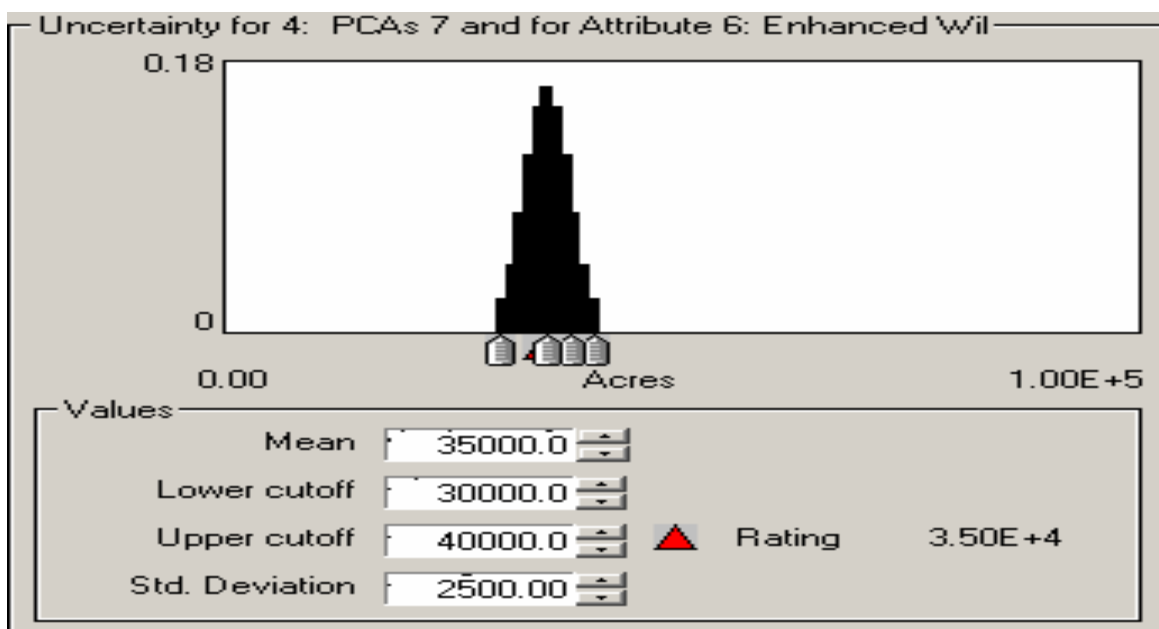 Uncertainty for 4: PCAs 7 and for Attribute 6: Enhanced Wil
0.18
0
0.00 Acres 1.00E+5
Values
Mean 35000.0
Lower cutoff 30000.0
Upper cutoff 40000.0 Rating 3.50E+4
Std. Deviation 2500.00